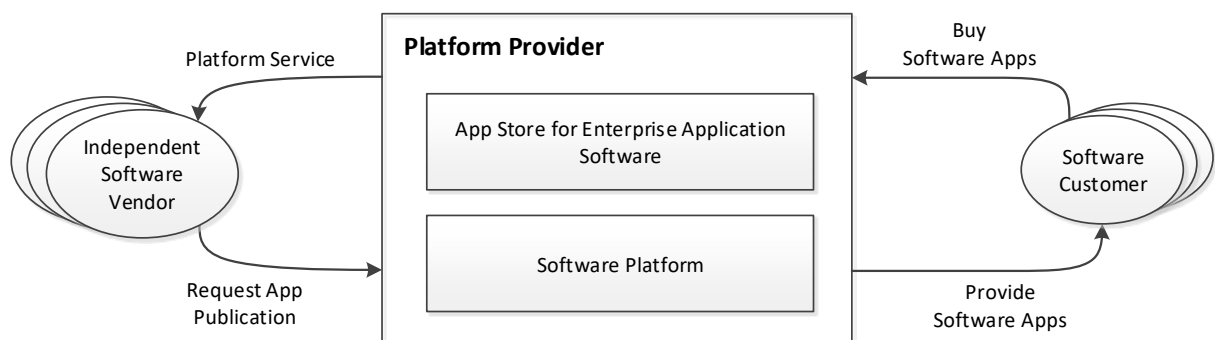 Platform Service
Independent
Software
Vendor
Request App
Publication
Platform Provider
App Store for Enterprise Application
Software
Software Platform
Buy
Software Apps
Software
Customer
Provide
Software Apps